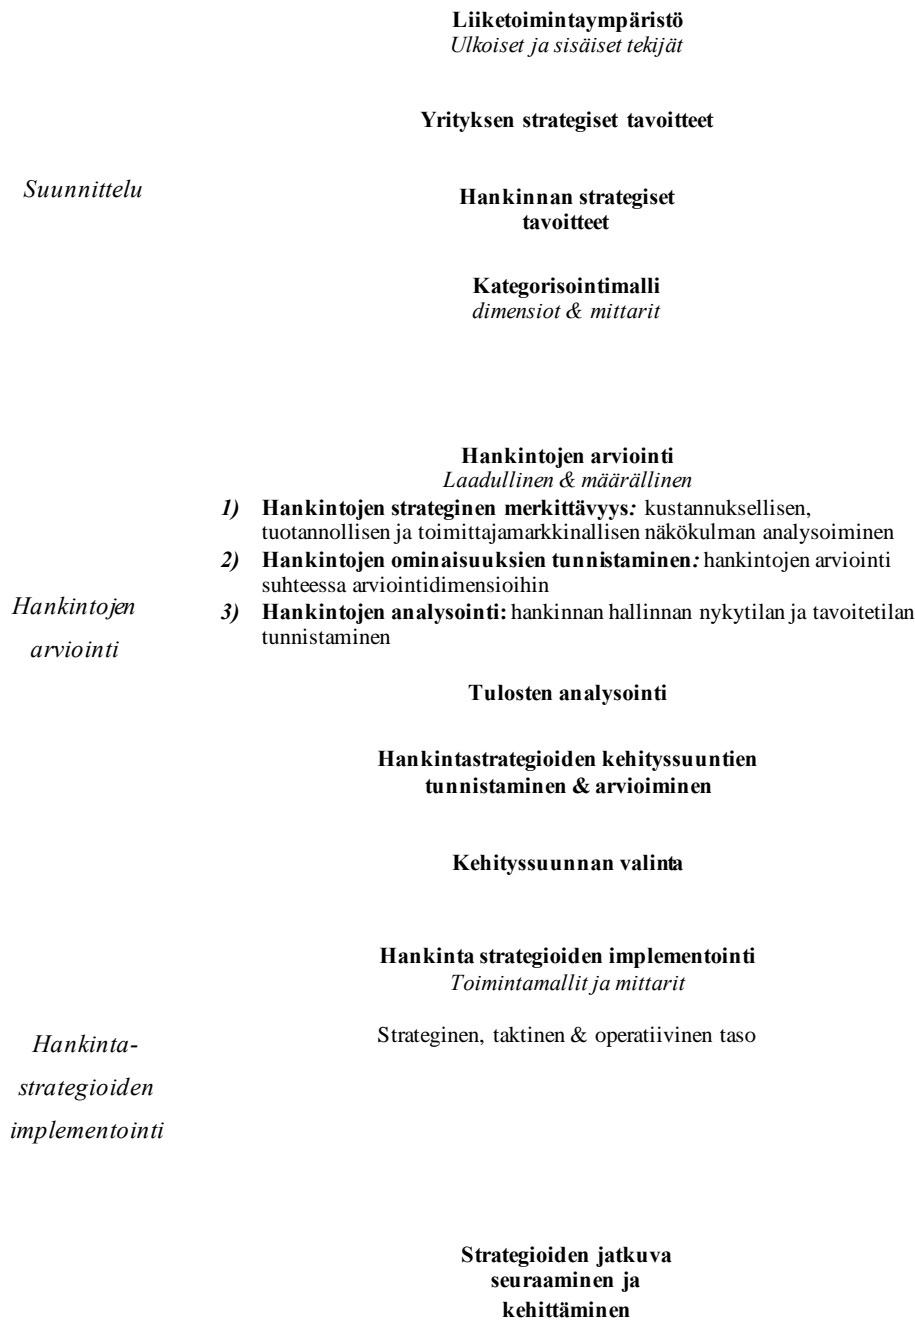 Liiketoimintaympäristö
Ulkoiset ja sisäiset tekijät
Yrityksen strategiset tavoitteet
Suunnittelu
Hankinnan strategiset
tavoitteet
Kategorisointimalli
dimensiot & mittarit
Hankintojen arviointi
Laadullinen & määrällinen
1) Hankintojen strateginen merkittävyys: kustannuksellisen,
tuotannollisen ja toimittajamarkkinallisen näkökulman analysoiminen
2) Hankintojen ominaisuuksien tunnistaminen: hankintojen arviointi
suhteessa arviointidimensioihin
3) Hankintojen analysointi: hankinnan hallinnan nykytilan ja tavoitetilan
tunnistaminen
Hankintojen
arviointi
Tulosten analysointi
Hankintastrategioiden kehityssuuntien
tunnistaminen & arvioiminen
Kehityssuunnan valinta
Hankinta strategioiden implementointi
Toimintamallit ja mittarit
Strateginen, taktinen & operatiivinen taso
Hankinta-
strategioiden
implementointi
Strategioiden jatkuva
seuraaminen ja
kehittäminen